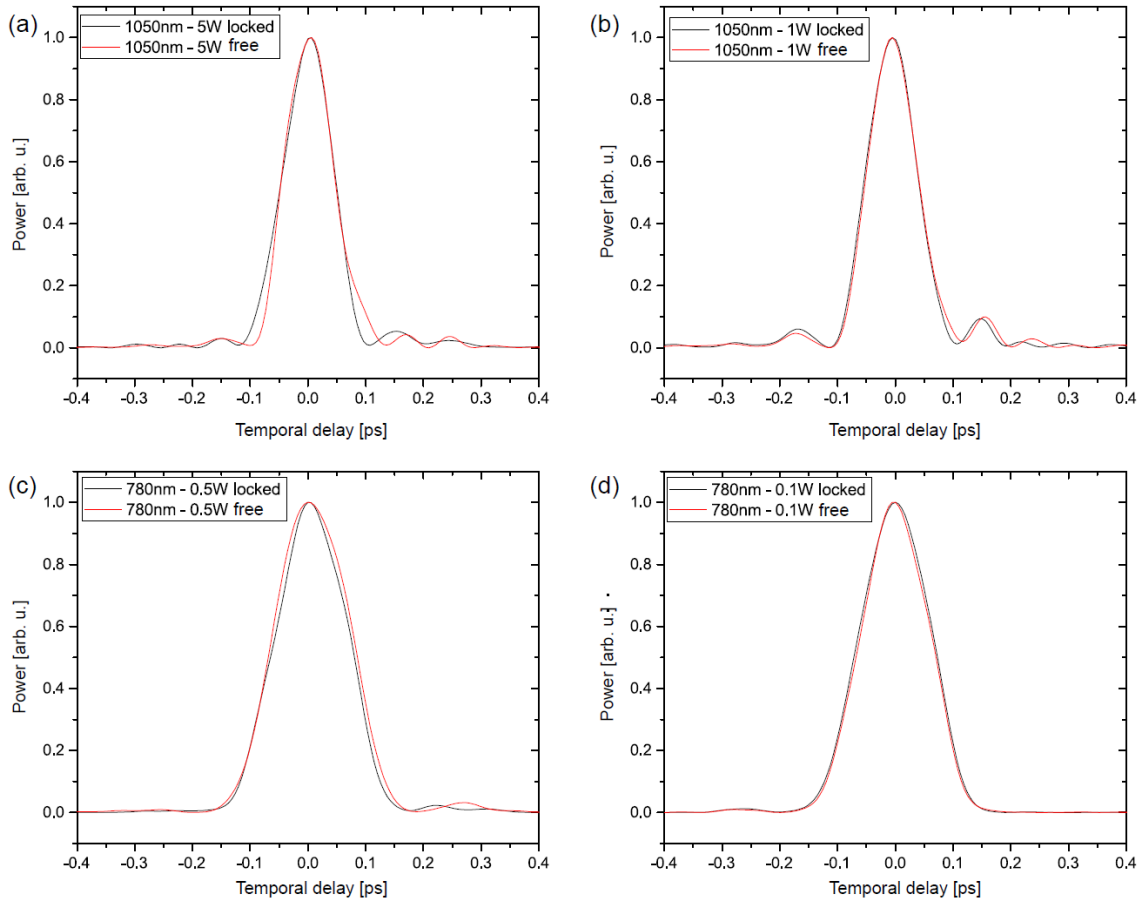 (a)
1050nm - 5W locked
1050nm - 5W free
Power [arb. u.]
1.0
0.8
0.6
0.4
0.2
0.0
-0.4 -0.3 -0.2 -0.1 0.0 0.1 0.2 0.3 0.4
Temporal delay [ps]
(b)
1050nm - 1W locked
1050nm - 1W free
Power [arb. u.]
1.0
0.8
0.6
0.4
0.2
0.0
-0.4 -0.3 -0.2 -0.1 0.0 0.1 0.2 0.3 0.4
Temporal delay [ps]
(c)
780nm - 0.5W locked
780nm - 0.5W free
Power [arb. u.]
1.0
0.8
0.6
0.4
0.2
0.0
-0.4 -0.3 -0.2 -0.1 0.0 0.1 0.2 0.3 0.4
Temporal delay [ps]
(d)
780nm - 0.1W locked
780nm - 0.1W free
Power [arb. u.]
1.0
0.8
0.6
0.4
0.2
0.0
-0.4 -0.3 -0.2 -0.1 0.0 0.1 0.2 0.3 0.4
Temporal delay [ps]